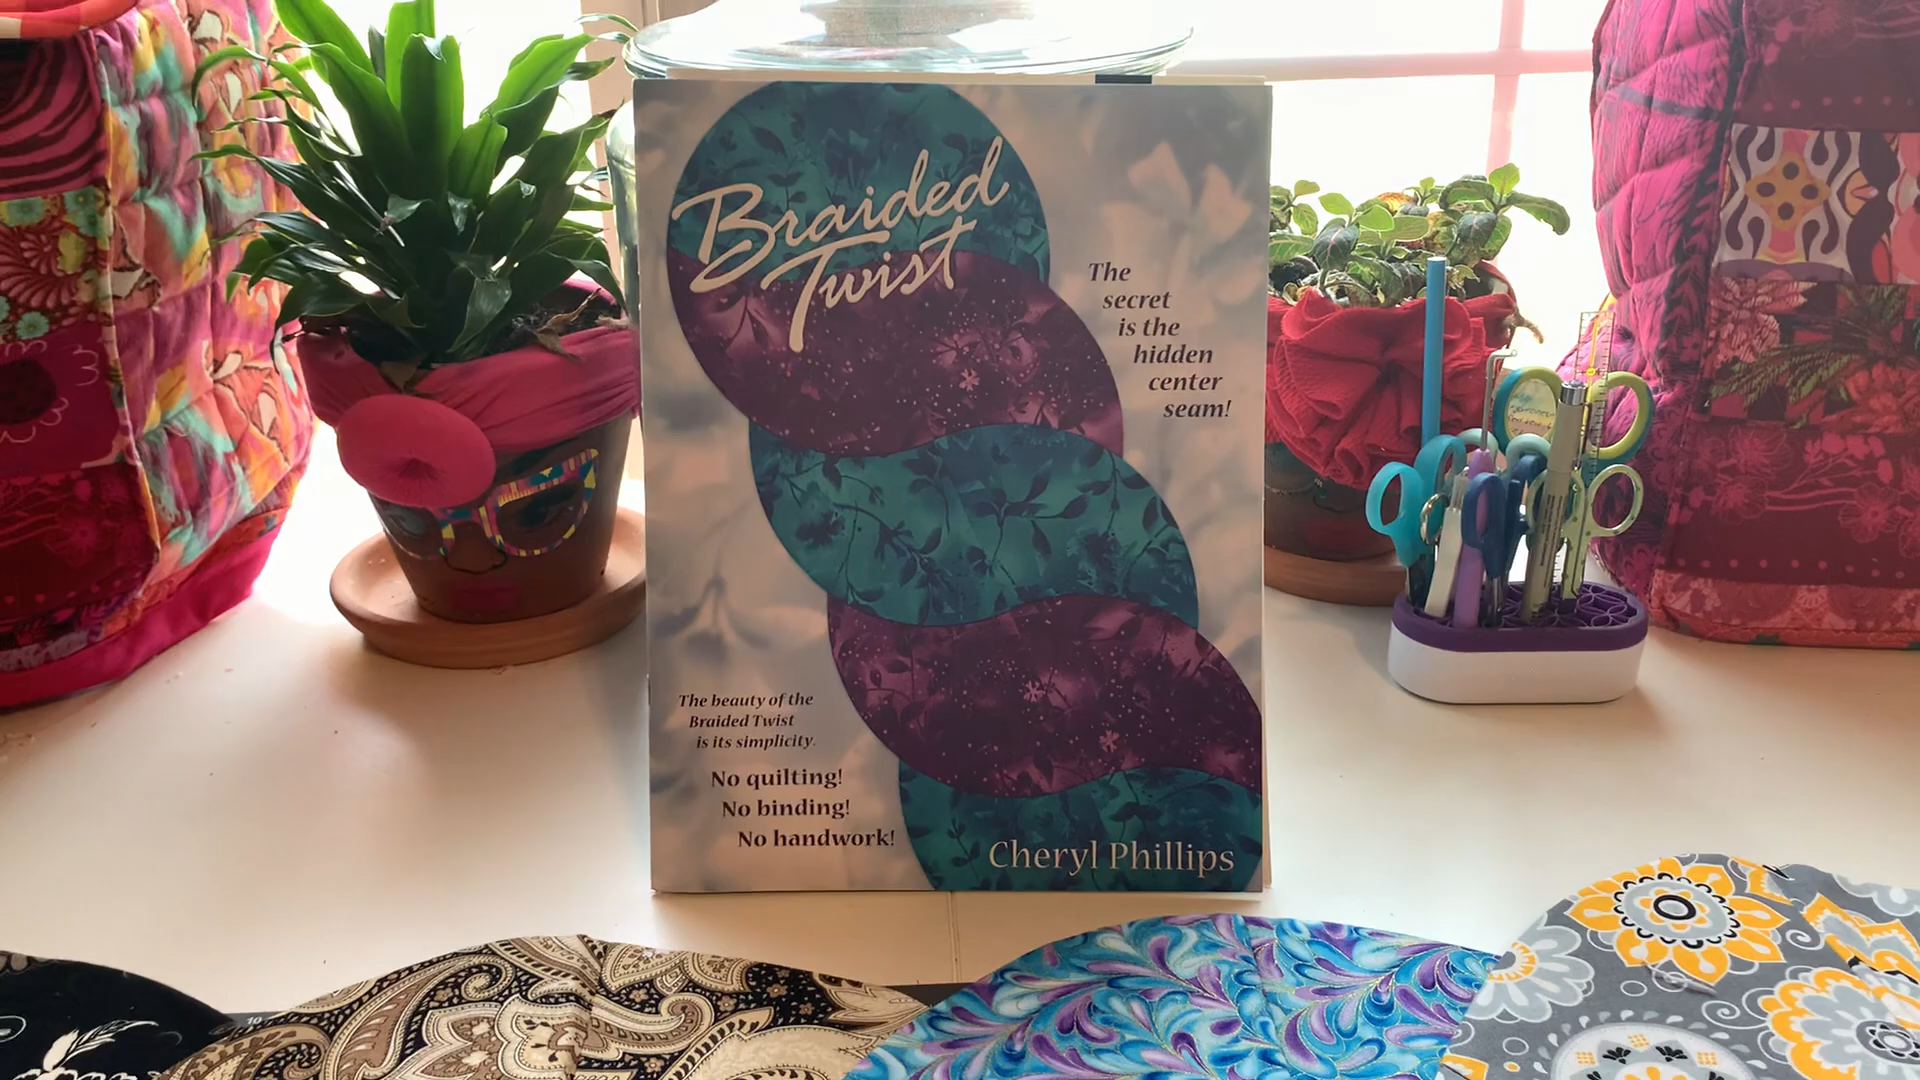 Braided
Twist
The
secret
is the
hidden
center
seam!
The beauty of the
Braided Twist
is its simplicity.
No quilting!
No binding!
No handwork!
Cheryl Phillips
10